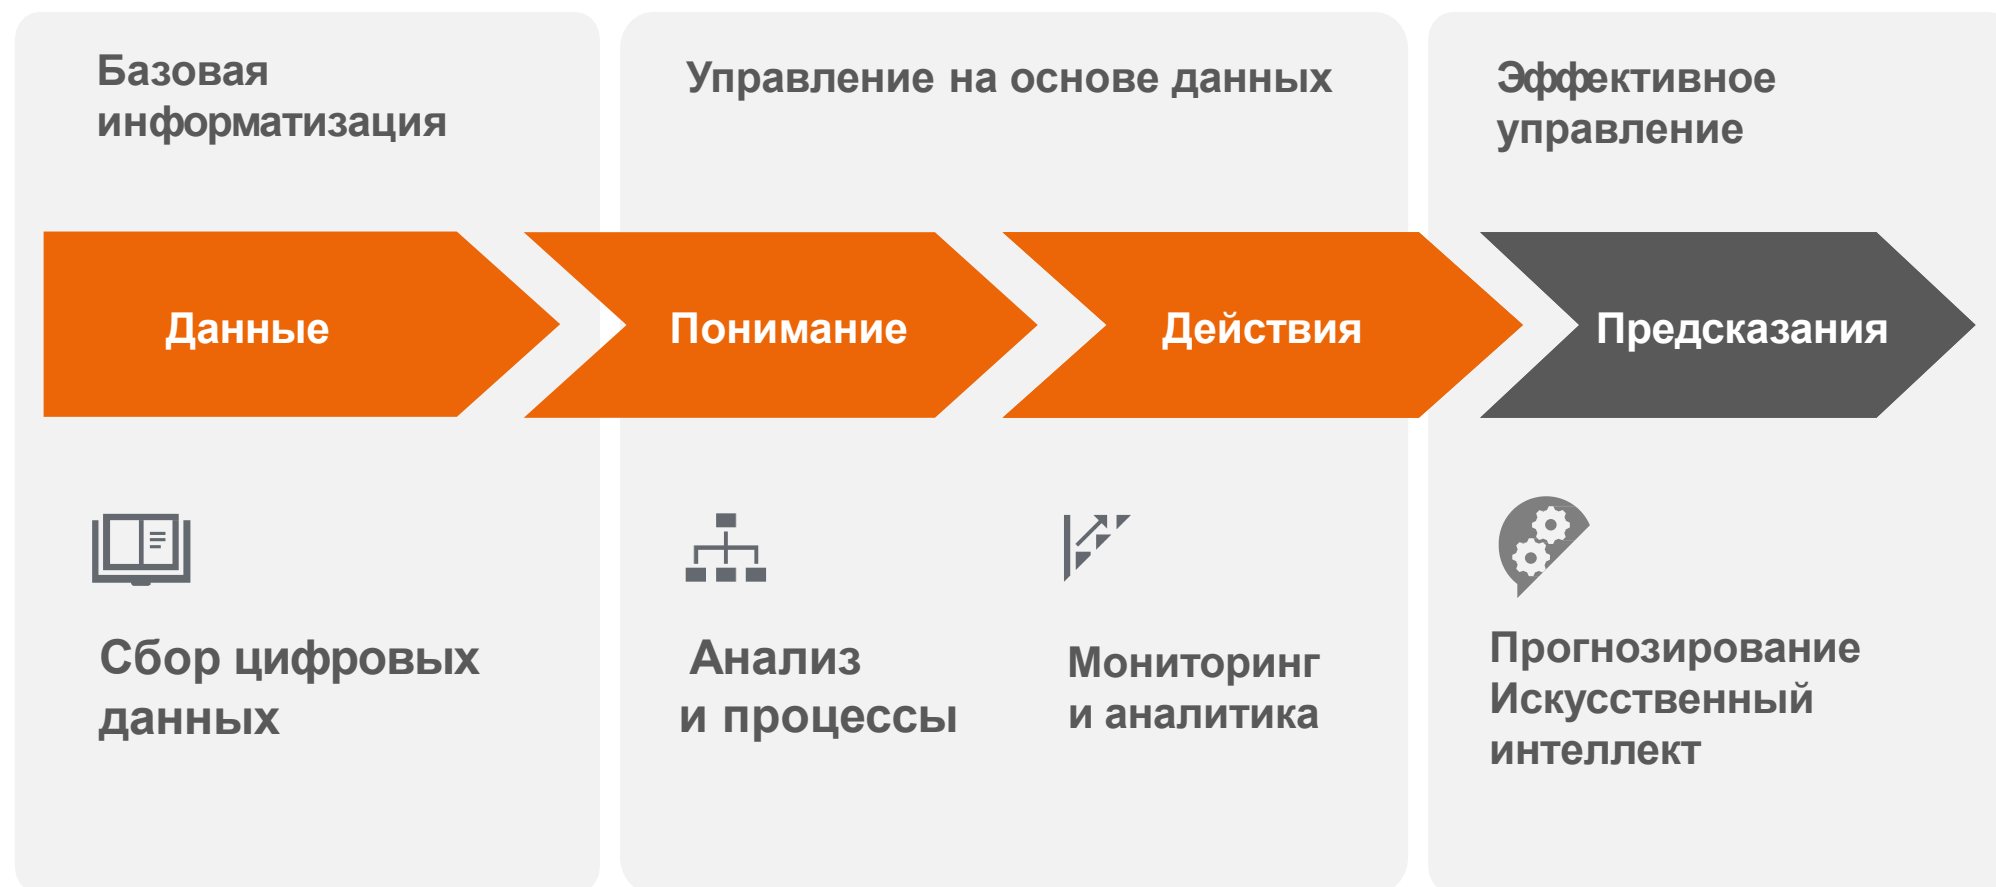 Базовая
информатизация
Управление на основе данных
Эффективное
управление
Данные
Понимание
Действия
Предсказания
Сбор цифровых
данных
Анализ
и процессы
Мониторинг
и аналитика
Прогнозирование
Искусственный
интеллект